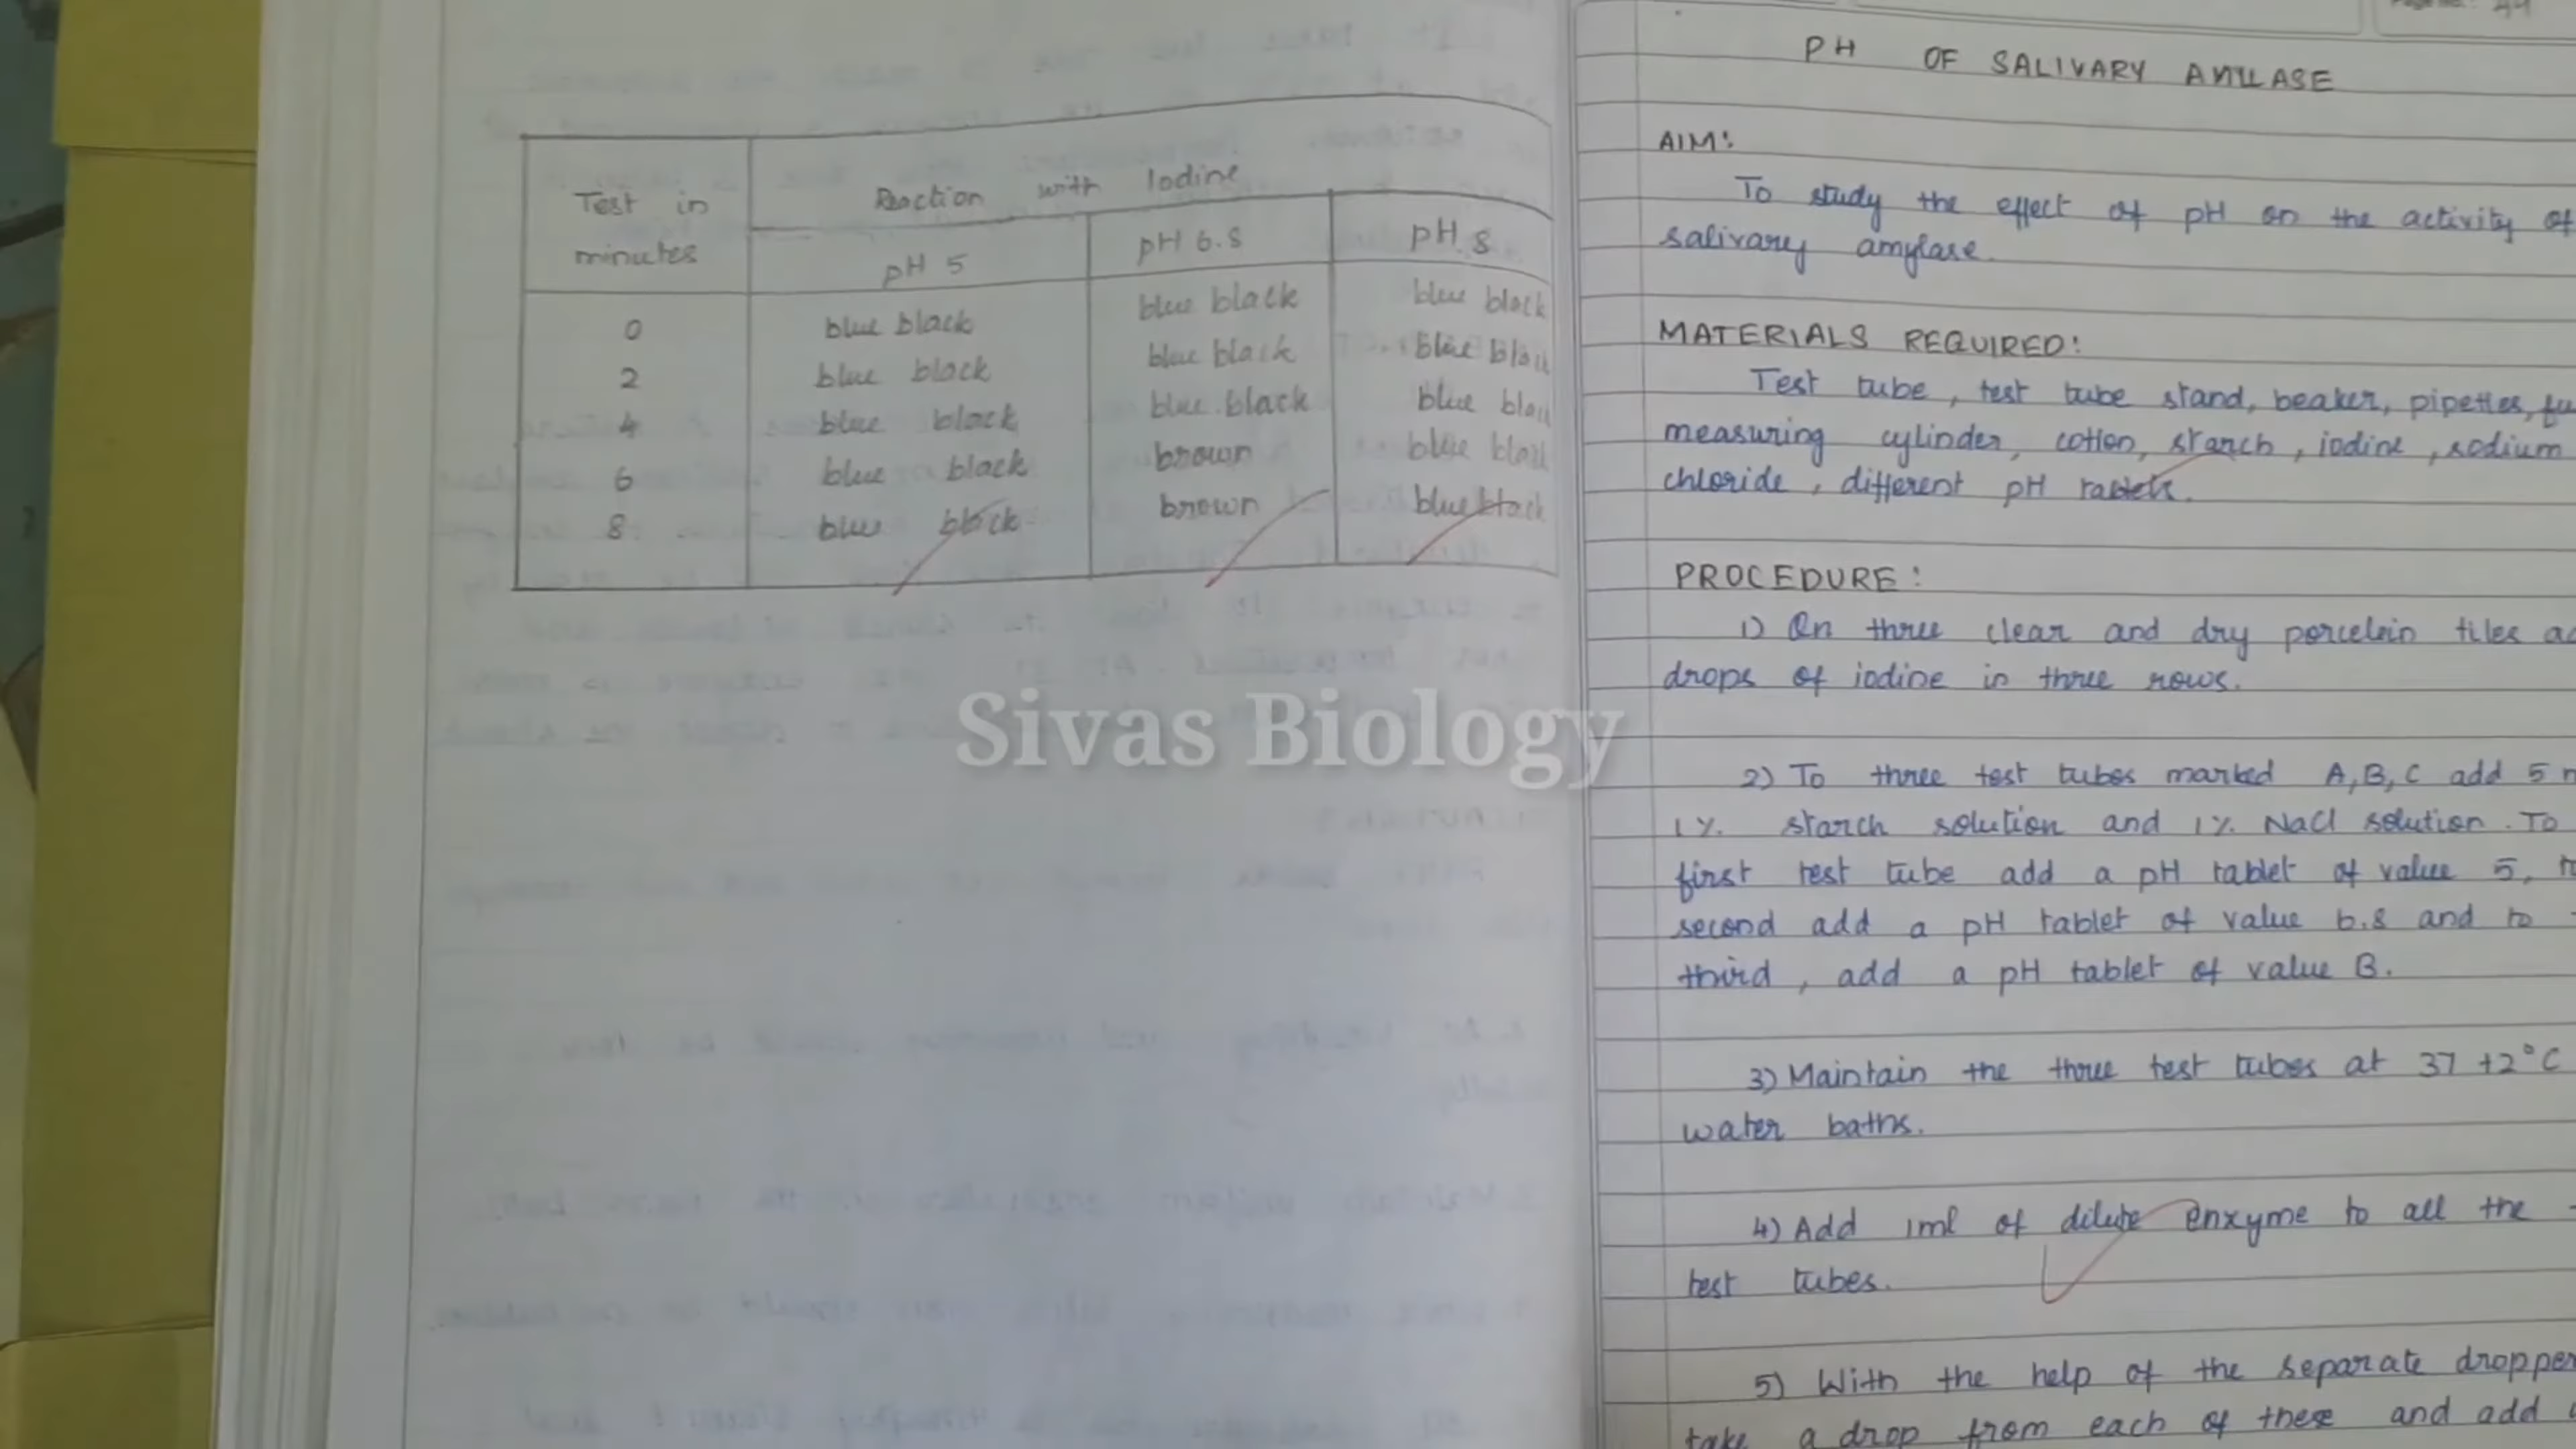 Test in minutes
Reaction with Iodine
pH 5
pH 6.8
pH 8
0 blue black blue black blue black
2 blue black blue black blue black
4 blue black blue black blue black
6 blue black brown blue black
8 blue black brown blue black
Sivas Biology
PH OF SALIVARY AMYLASE
AIM:
To study the effect of pH on the activity of
salivary amylase.
MATERIALS REQUIRED:
Test tube, test tube stand, beaker, pipettes, fu
measuring cylinder, cotton, starch, iodine, sodium
chloride, different pH tablets.
PROCEDURE:
1) On three clear and dry porcelein tiles ad
drops of iodine in three rows.
2) To three test tubes marked A,B,C add 5 m
1%. starch solution and 1%. NaCl solution. To
first test tube add a pH tablet of value 5, to
second add a pH tablet of value 6.8 and to
third, add a pH tablet of value B.
3) Maintain the three test tubes at 37 +2°C
water baths.
4) Add 1ml of dilute enxyme to all the
test tubes.
5) With the help of the separate dropper
take a drop from each of these and add